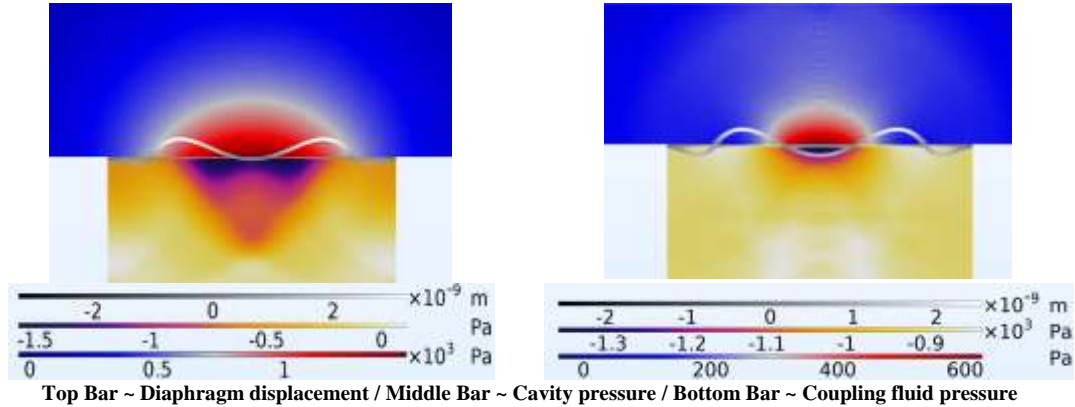 -2 0 2 ×10⁻⁹ m
-1.5 -1 -0.5 0 Pa
0 0.5 1 ×10³ Pa
-2 -1 0 1 2 ×10⁻⁹ m
-1.3 -1.2 -1.1 -1 -0.9 ×10³ Pa
0 200 400 600 Pa
Top Bar ~ Diaphragm displacement / Middle Bar ~ Cavity pressure / Bottom Bar ~ Coupling fluid pressure